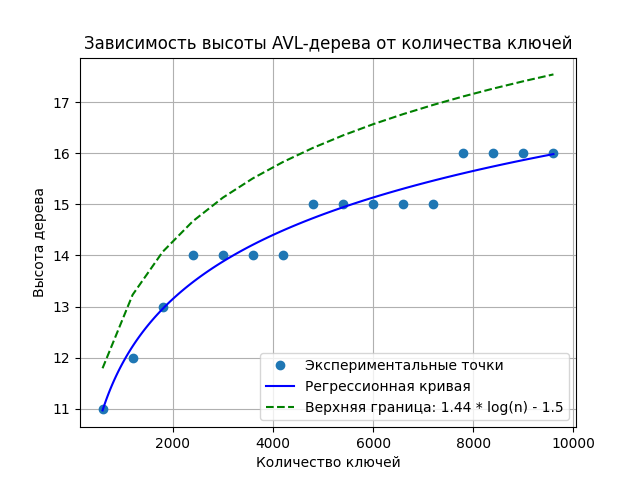 Зависимость высоты AVL-дерева от количества ключей
Высота дерева
17
16
15
14
13
12
11
Экспериментальные точки
Регрессионная кривая
Верхняя граница: 1.44 * log(n) - 1.5
2000 4000 6000 8000 10000
Количество ключей